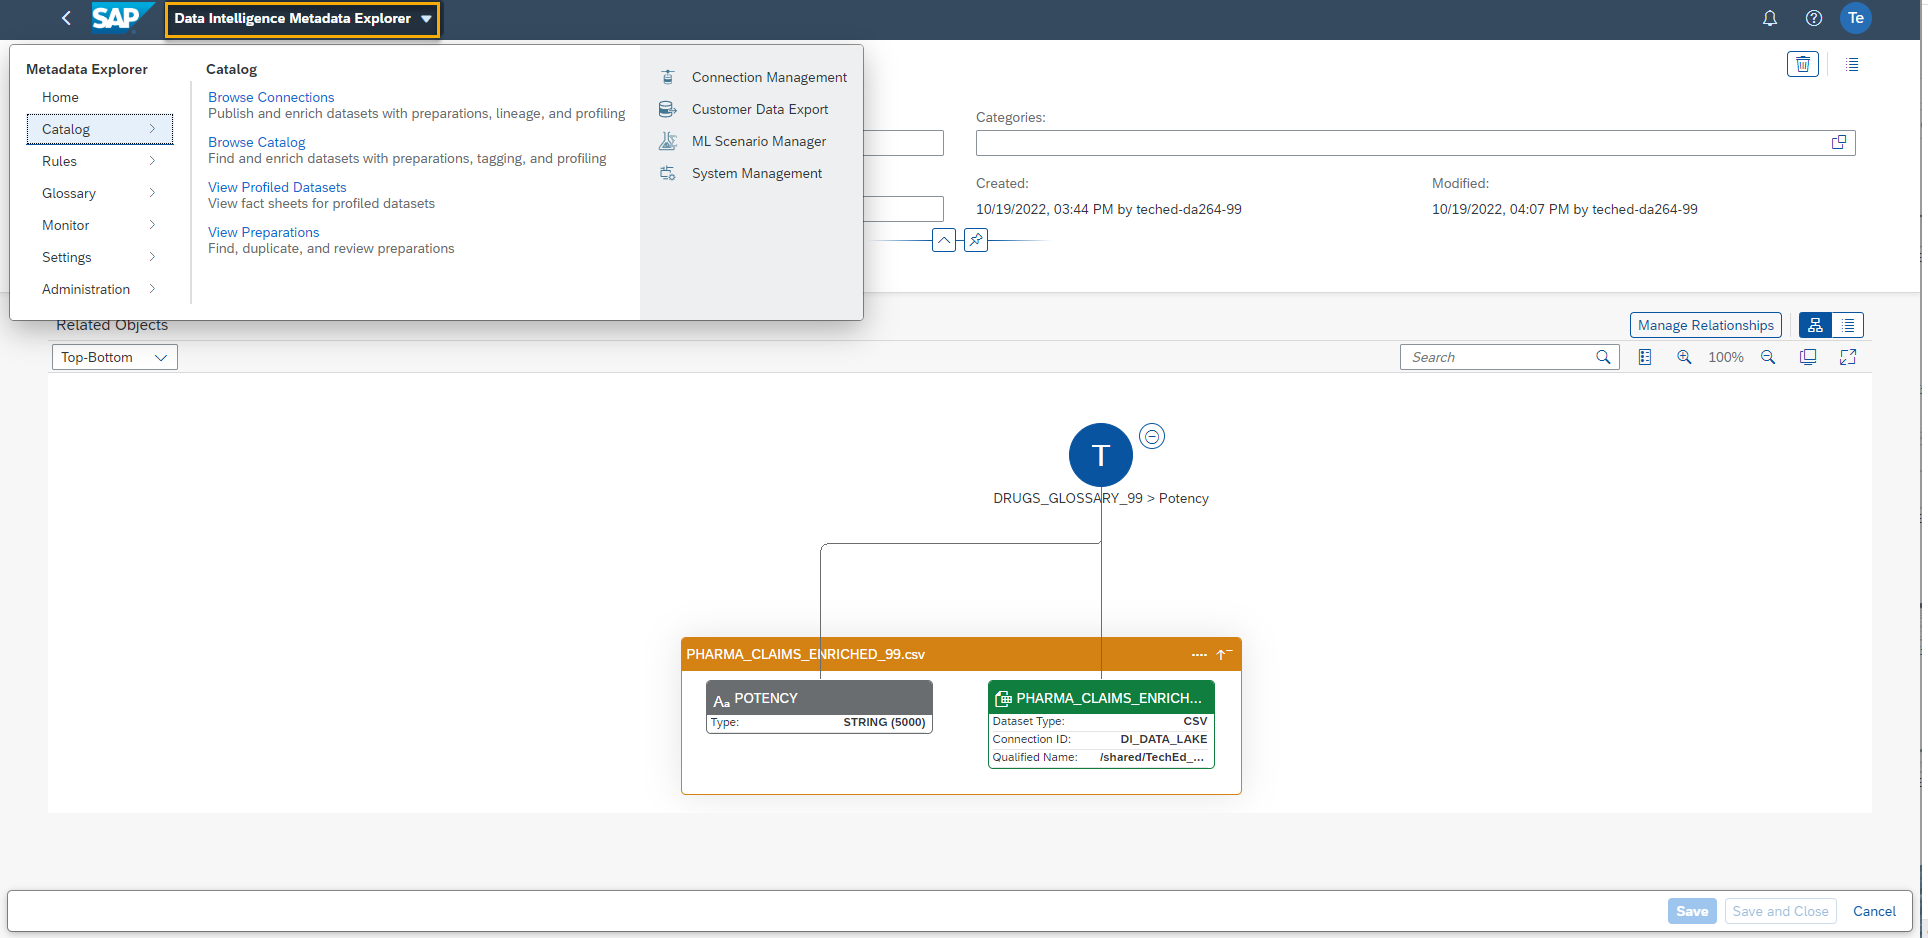 SAP
Data Intelligence Metadata Explorer
Te
Metadata Explorer
Home
Catalog
Rules
Glossary
Monitor
Settings
Administration
Catalog
Browse Connections
Publish and enrich datasets with preparations, lineage, and profiling
Browse Catalog
Find and enrich datasets with preparations, tagging, and profiling
View Profiled Datasets
View fact sheets for profiled datasets
View Preparations
Find, duplicate, and review preparations
Connection Management
Customer Data Export
ML Scenario Manager
System Management
Categories:
Created:
10/19/2022, 03:44 PM by teched-da264-99
Modified:
10/19/2022, 04:07 PM by teched-da264-99
Related Objects
Manage Relationships
Top-Bottom
Search
100%
T
DRUGS_GLOSSARY_99 > Potency
PHARMA_CLAIMS_ENRICHED_99.csv
Aa POTENCY
Type: STRING (5000)
PHARMA_CLAIMS_ENRICH...
Dataset Type: CSV
Connection ID: DI_DATA_LAKE
Qualified Name: /shared/TechEd_...
Save
Save and Close
Cancel